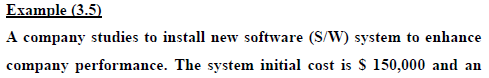 Example (3.5)
A company studies to install new software (S/W) system to enhance
company performance. The system initial cost is $ 150,000 and an